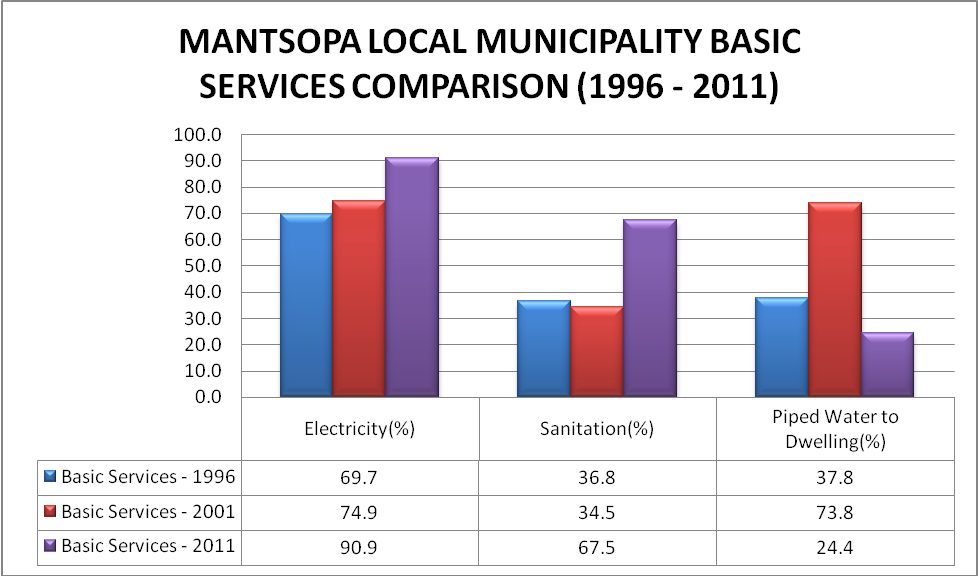 MANTSOPA LOCAL MUNICIPALITY BASIC
SERVICES COMPARISON (1996 - 2011)
100.0
90.0
80.0
70.0
60.0
50.0
40.0
30.0
20.0
10.0
0.0
Electricity(%) Sanitation(%) Piped Water to
Dwelling(%)
Basic Services - 1996 69.7 36.8 37.8
Basic Services - 2001 74.9 34.5 73.8
Basic Services - 2011 90.9 67.5 24.4